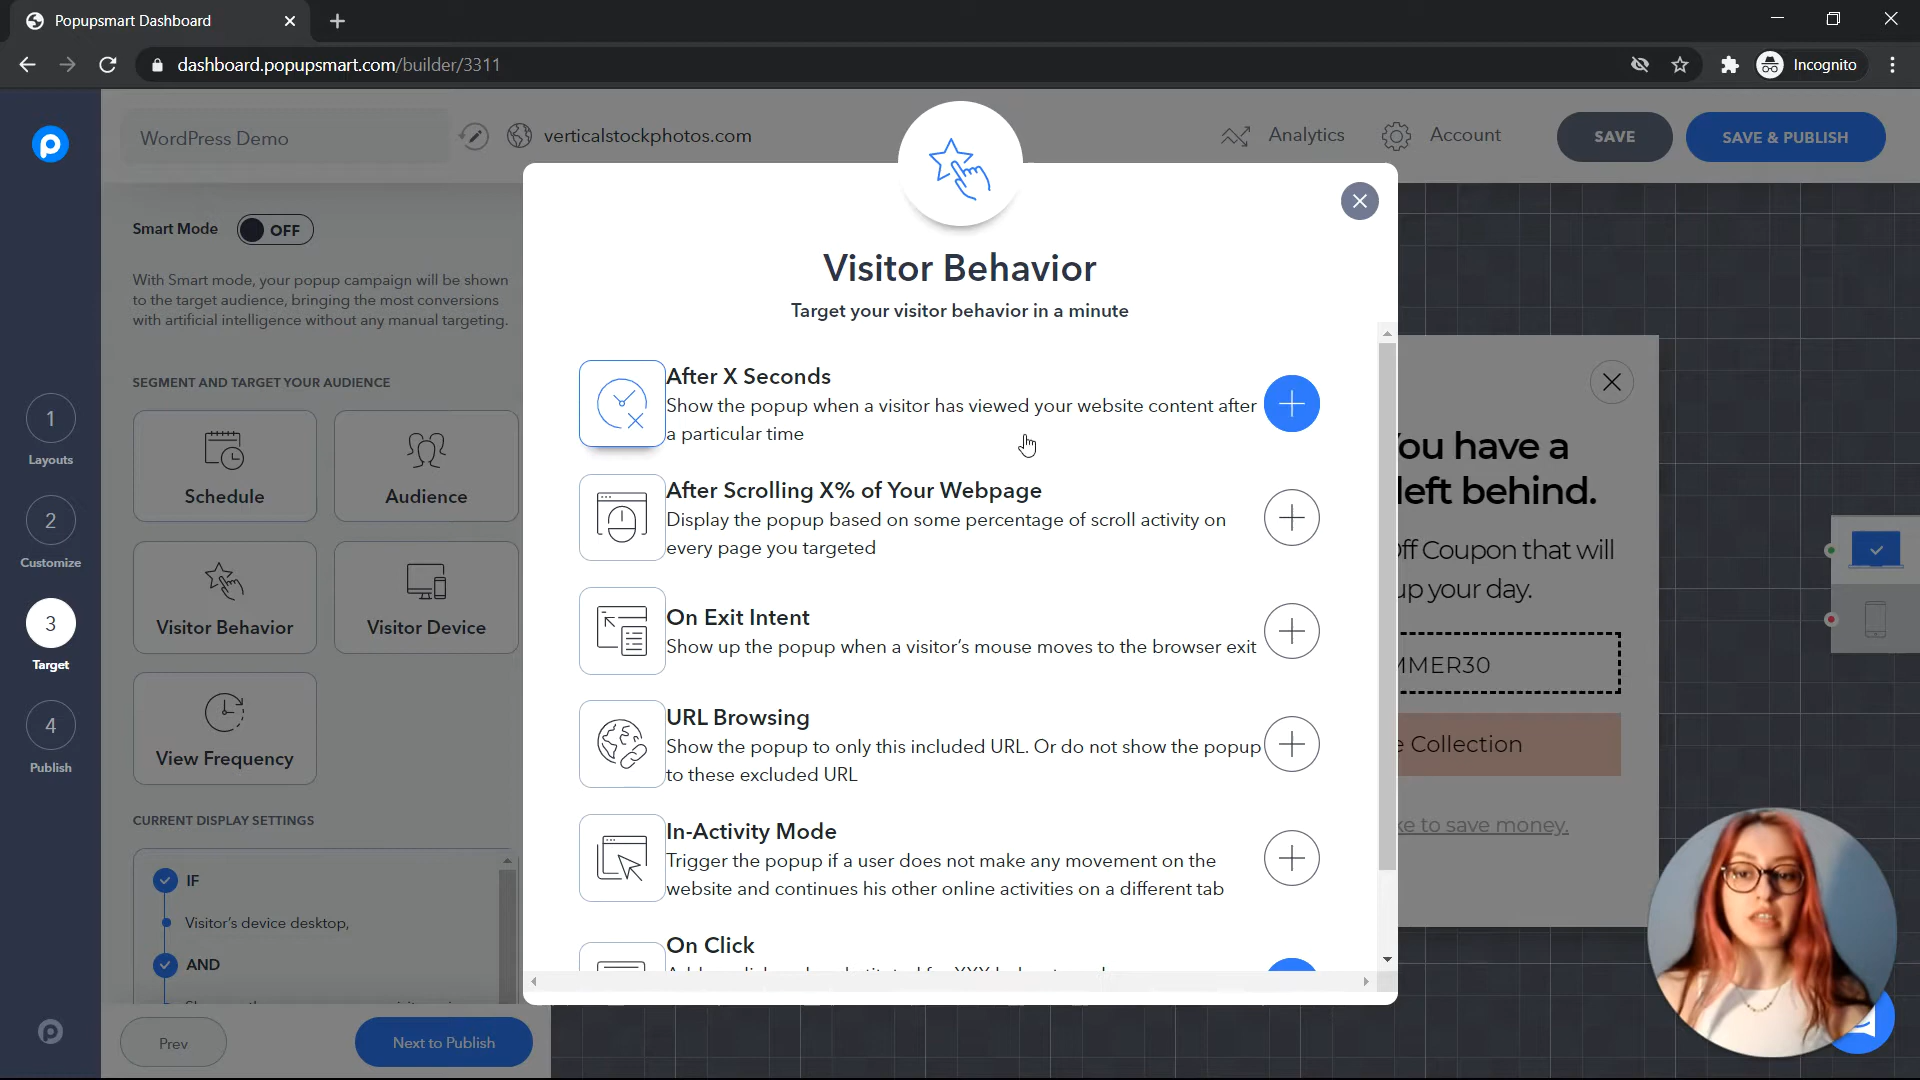 Popupsmart Dashboard
dashboard.popupsmart.com/builder/3311
Incognito
WordPress Demo
verticalstockphotos.com
Analytics
Account
SAVE
SAVE & PUBLISH
Smart Mode
OFF
With Smart mode, your popup campaign will be shown
to the target audience, bringing the most conversions
with artificial intelligence without any manual targeting.
SEGMENT AND TARGET YOUR AUDIENCE
Schedule
Audience
Visitor Behavior
Visitor Device
View Frequency
CURRENT DISPLAY SETTINGS
IF
Visitor's device desktop,
AND
Prev
Next to Publish
1
Layouts
2
Customize
3
Target
4
Publish
Visitor Behavior
Target your visitor behavior in a minute
After X Seconds
Show the popup when a visitor has viewed your website content after
a particular time
After Scrolling X% of Your Webpage
Display the popup based on some percentage of scroll activity on
every page you targeted
On Exit Intent
Show up the popup when a visitor's mouse moves to the browser exit
URL Browsing
Show the popup to only this included URL. Or do not show the popup
to these excluded URL
In-Activity Mode
Trigger the popup if a user does not make any movement on the
website and continues his other online activities on a different tab
On Click
ou have a
left behind.
ff Coupon that will
up your day.
MMER30
e Collection
ke to save money.